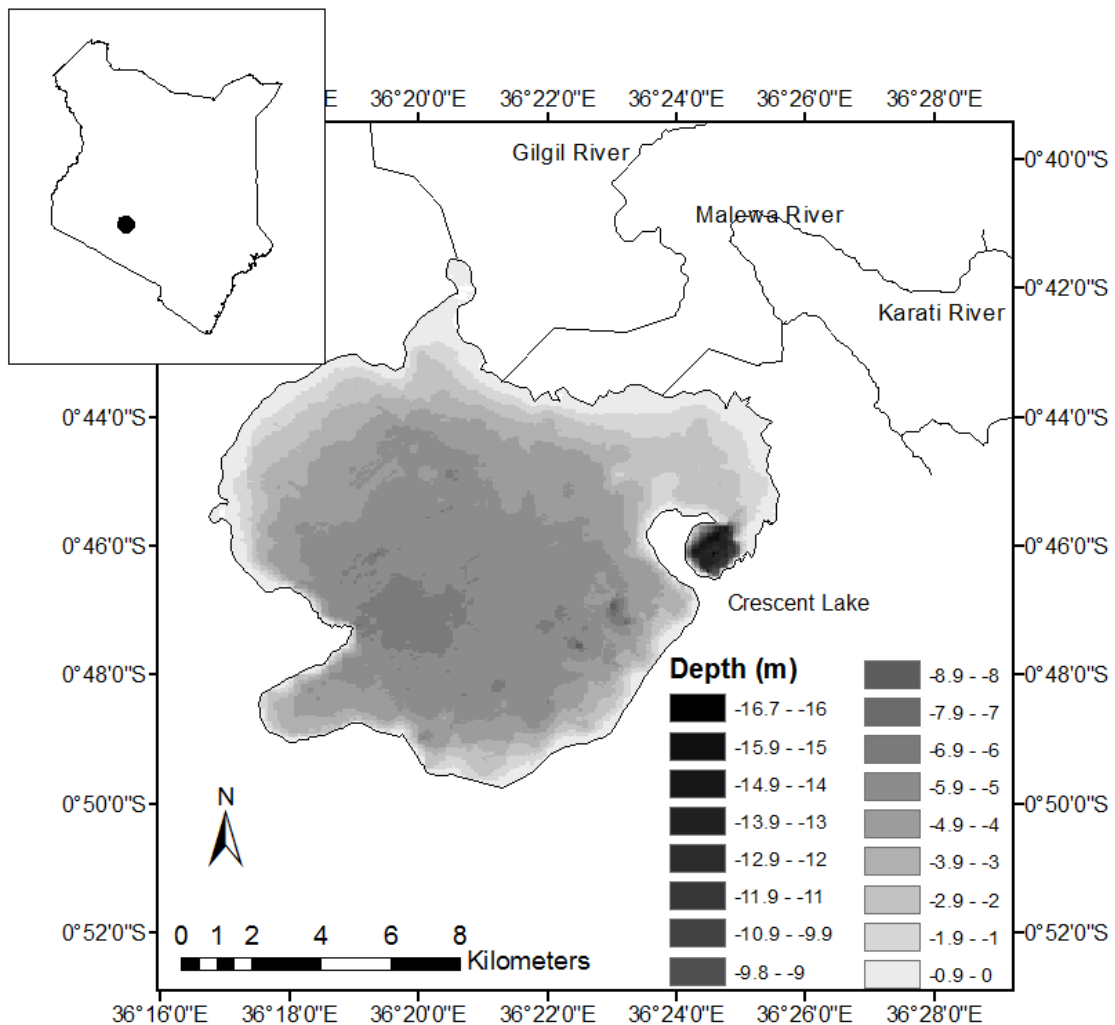 E
36°20'0"E
36°22'0"E
36°24'0"E
36°26'0"E
36°28'0"E
Gilgil River
0°40'0"S
Malewa River
0°42'0"S
Karati River
0°44'0"S
0°44'0"S
0°46'0"S
0°46'0"S
Crescent Lake
0°48'0"S
0°48'0"S
Depth (m)
-16.7 - -16
-15.9 - -15
-14.9 - -14
-13.9 - -13
-12.9 - -12
-11.9 - -11
-10.9 - -9.9
-9.8 - -9
-8.9 - -8
-7.9 - -7
-6.9 - -6
-5.9 - -5
-4.9 - -4
-3.9 - -3
-2.9 - -2
-1.9 - -1
-0.9 - 0
0°50'0"S
0°50'0"S
N
0°52'0"S
0°52'0"S
0 1 2 4 6 8
Kilometers
36°16'0"E
36°18'0"E
36°20'0"E
36°22'0"E
36°24'0"E
36°26'0"E
36°28'0"E